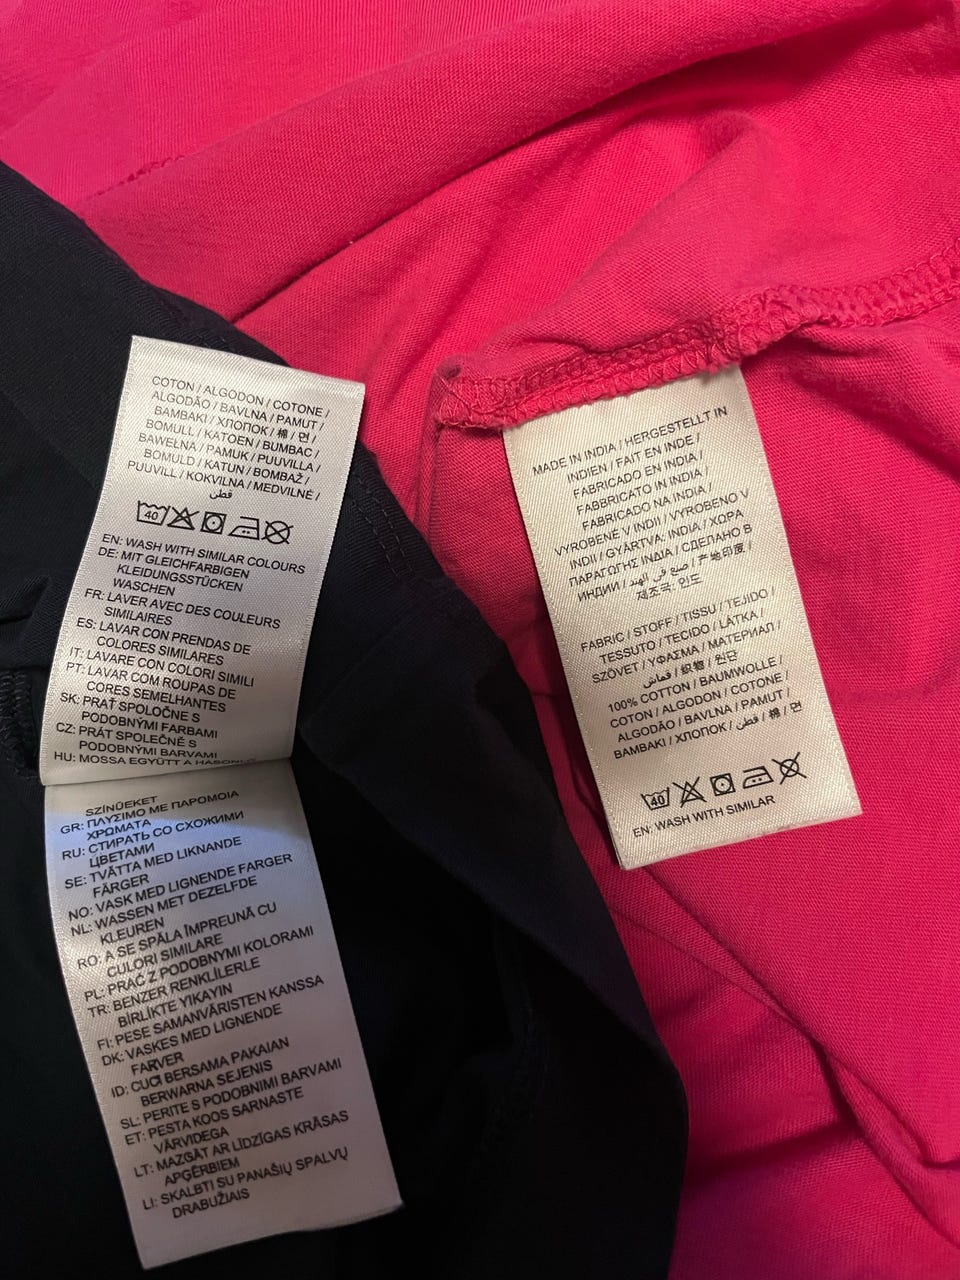 COTON / ALGODON / COTONE /
ALGODÃO / BAVLNA / PAMUT /
BAMBAKI / ХЛОПОК / 棉 / 면 /
BOMULL / KATOEN / BUMBAC /
BAWEŁNA / PAMUK / PUUVILLA /
BOMULD / KATUN / BOMBAŽ /
PUUVILL / KOKVILNA / MEDVILNĖ /
قطن
40
EN: WASH WITH SIMILAR COLOURS
DE: MIT GLEICHFARBIGEN
KLEIDUNGSSTÜCKEN
WASCHEN
FR: LAVER AVEC DES COULEURS
SIMILAIRES
ES: LAVAR CON PRENDAS DE
COLORES SIMILARES
IT: LAVARE CON COLORI SIMILI
PT: LAVAR COM ROUPAS DE
CORES SEMELHANTES
SK: PRAŤ SPOLOČNE S
PODOBNÝMI FARBAMI
CZ: PRÁT SPOLEČNĚ S
PODOBNÝMI BARVAMI
HU: MOSSA EGYÜTT A HASONLÓ
SZÍNŰEKET
GR: ΠΛΥΣΙΜΟ ΜΕ ΠΑΡΟΜΟΙΑ
ΧΡΩΜΑΤΑ
RU: СТИРАТЬ СО СХОЖИМИ
ЦВЕТАМИ
SE: TVÄTTA MED LIKNANDE
FÄRGER
NO: VASK MED LIGNENDE FARGER
NL: WASSEN MET DEZELFDE
KLEUREN
RO: A SE SPĂLA ÎMPREUNĂ CU
CULORI SIMILARE
PL: PRAĆ Z PODOBNYMI KOLORAMI
TR: BENZER RENKLİLERLE
BİRLİKTE YIKAYIN
FI: PESE SAMANVÄRISTEN KANSSA
DK: VASKES MED LIGNENDE
FARVER
ID: CUCI BERSAMA PAKAIAN
BERWARNA SEJENIS
SL: PERITE S PODOBNIMI BARVAMI
ET: PESTA KOOS SARNASTE
VÄRVIDEGA
LT: MAZGĀT AR LĪDZĪGAS KRĀSAS
APĢĒRBIEM
LI: SKALBTI SU PANAŠIŲ SPALVŲ
DRABUŽIAIS
MADE IN INDIA / HERGESTELLT IN
INDIEN / FAIT EN INDE /
FABRICADO EN INDIA /
FABBRICATO IN INDIA /
FABRICADO NA INDIA /
VYROBENÉ V INDII / VYROBENO V
INDII / GYÁRTVA: INDIA / ΧΩΡΑ
ΠΑΡΑΓΩΓΗΣ ΙΝΔΙΑ / СДЕЛАНО В
ИНДИИ / صنع في الهند / 产地印度 /
제조국: 인도
FABRIC / STOFF / TISSU / TEJIDO /
TESSUTO / TECIDO / LÁTKA /
SZÖVET / ΥΦΑΣΜΑ / МАТЕРИАЛ /
قماش / 织物 / 원단
100% COTTON / BAUMWOLLE /
COTON / ALGODON / COTONE /
ALGODÃO / BAVLNA / PAMUT /
BAMBAKI / ХЛОПОК / قطن / 棉 / 면
40
EN: WASH WITH SIMILAR